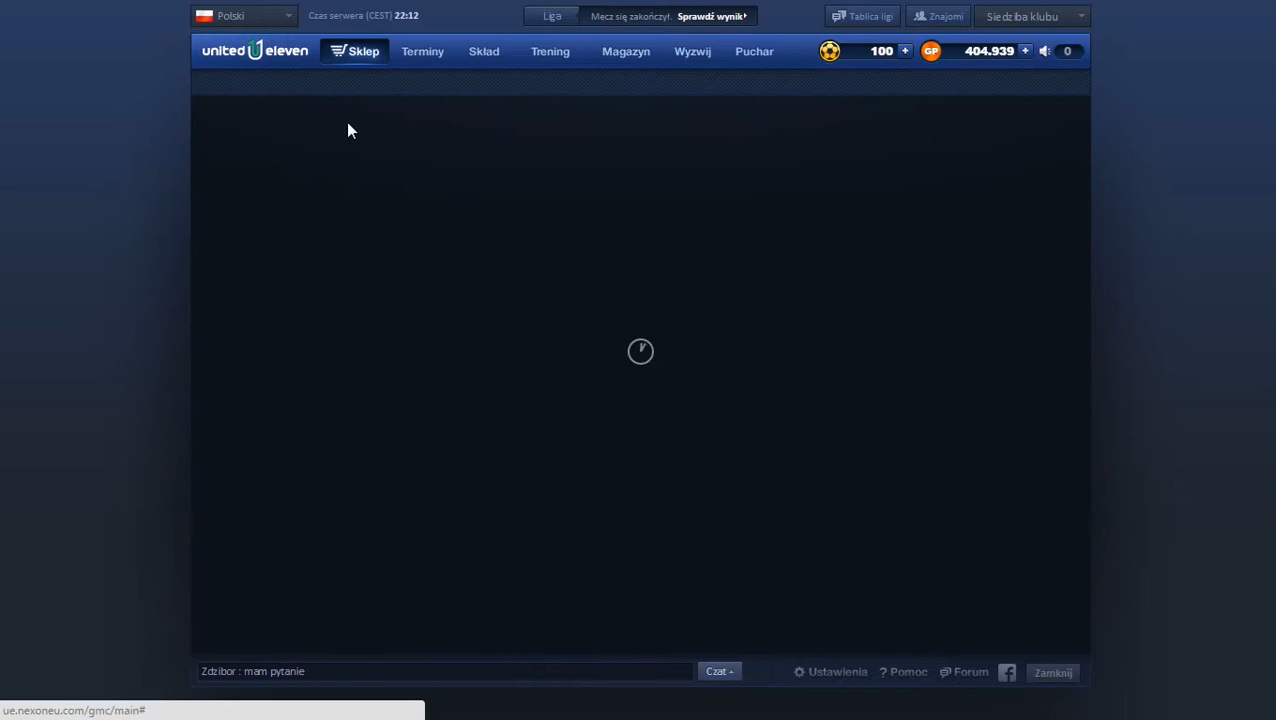 Polski
Czas serwera (CEST) 22:12
Liga
Mecz się zakończył. Sprawdź wynik
Tablica ligi
Znajomi
Siedziba klubu
united eleven
Sklep
Terminy
Skład
Trening
Magazyn
Wyzwij
Puchar
100 +
GP 404.939 +
0
Zdzibor : mam pytanie
Czat
Ustawienia
? Pomoc
Forum
f
Zamknij
ue.nexoneu.com/gmc/main#